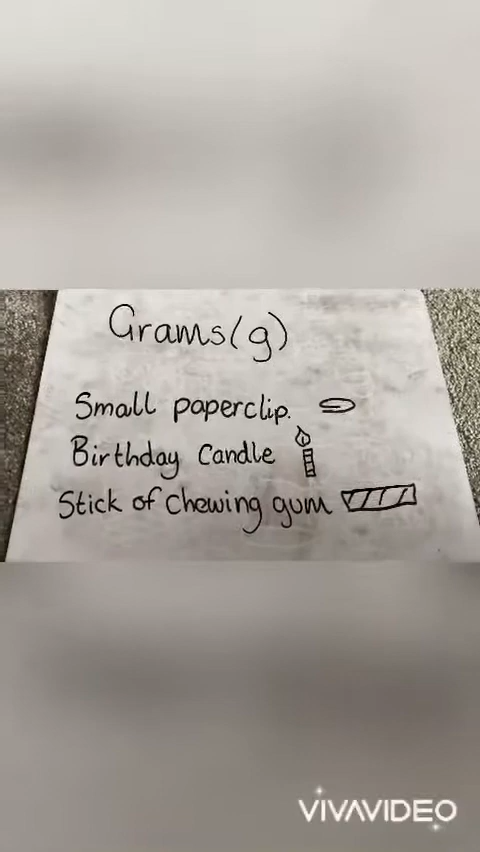 Grams(g)
Small paperclip.
Birthday Candle
Stick of chewing gum
VIVAVIDEO